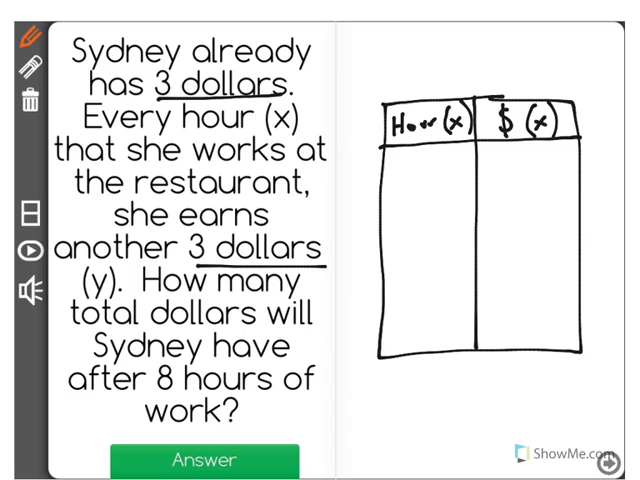 Sydney already
has 3 dollars.
Every hour (x)
that she works at
the restaurant,
she earns
another 3 dollars
(y). How many
total dollars will
Sydney have
after 8 hours of
work?
Answer
Hour (x) $ (x)
ShowMe.com